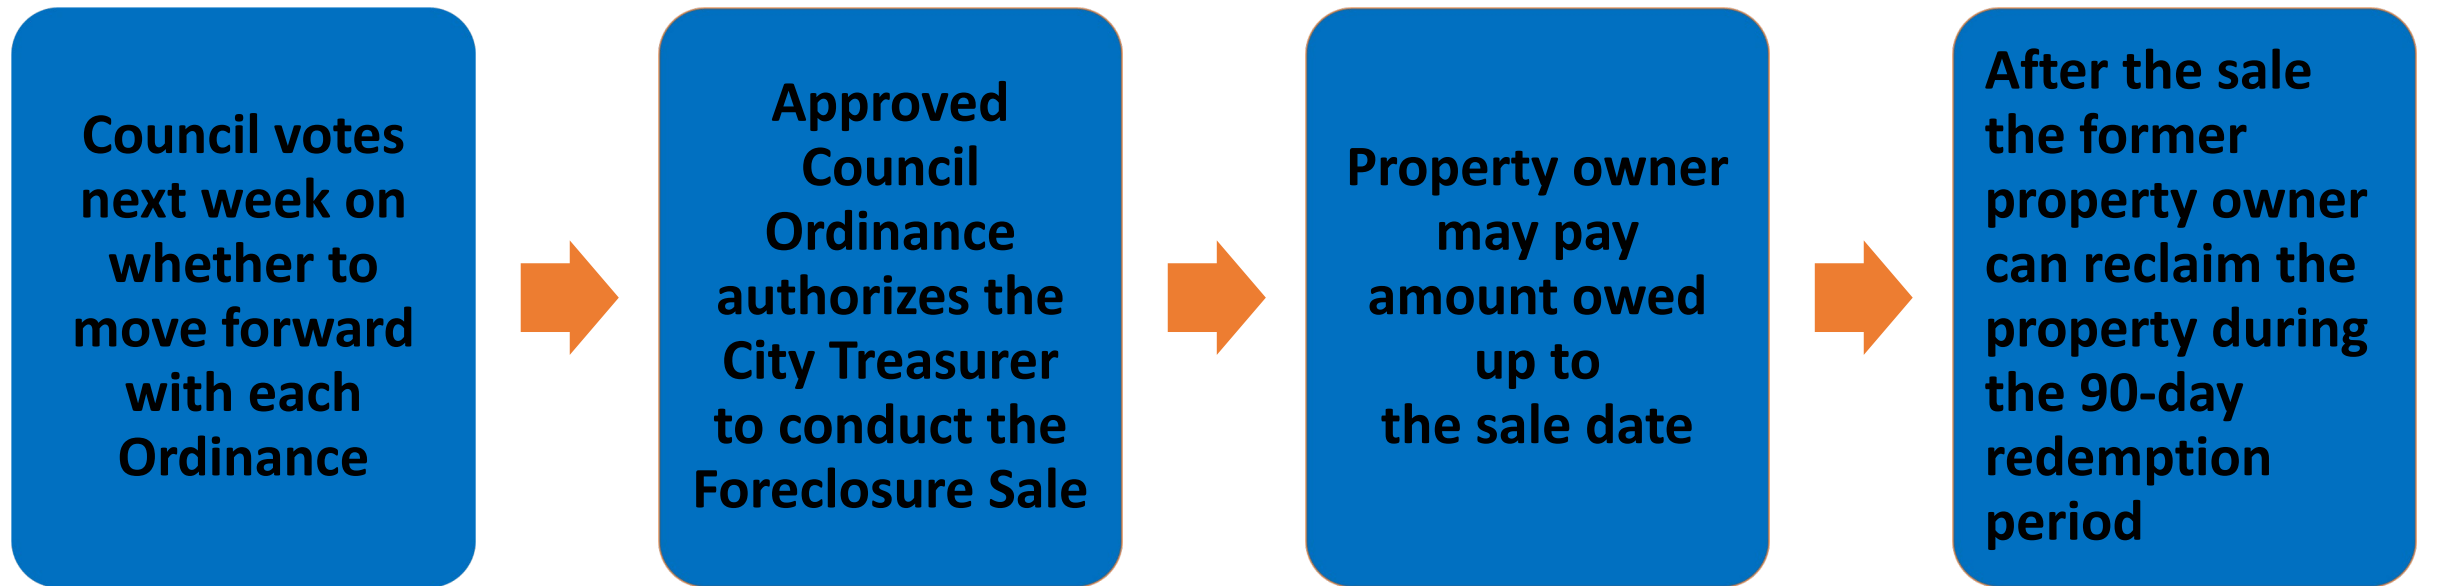 Council votes
next week on
whether to
move forward
with each
Ordinance
Approved
Council
Ordinance
authorizes the
City Treasurer
to conduct the
Foreclosure Sale
Property owner
may pay
amount owed
up to
the sale date
After the sale
the former
property owner
can reclaim the
property during
the 90-day
redemption
period